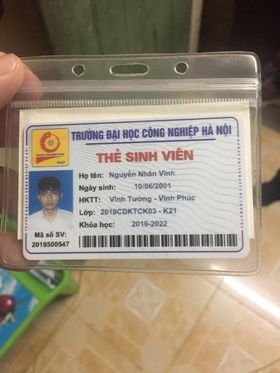 TRƯỜNG ĐẠI HỌC CÔNG NGHIỆP HÀ NỘI
THẺ SINH VIÊN
Họ tên: Nguyễn Nhân Vinh
Ngày sinh: 10/06/2001
HKTT: Vĩnh Tường - Vĩnh Phúc
Lớp: 2019CDKTCK03 - K21
Khóa học: 2019-2022
Mã số SV:
2019500547